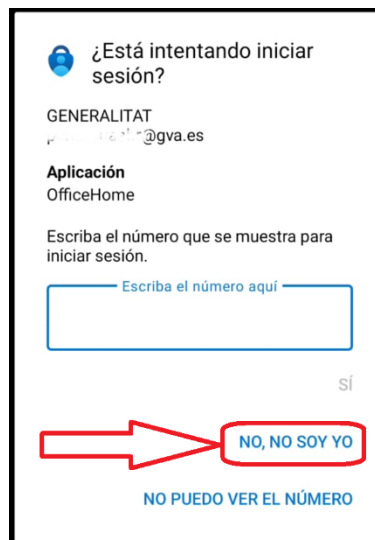 ¿Está intentando iniciar
sesión?
GENERALITAT
@gva.es
Aplicación
OfficeHome
Escriba el número que se muestra para
iniciar sesión.
Escriba el número aquí
SÍ
NO, NO SOY YO
NO PUEDO VER EL NÚMERO